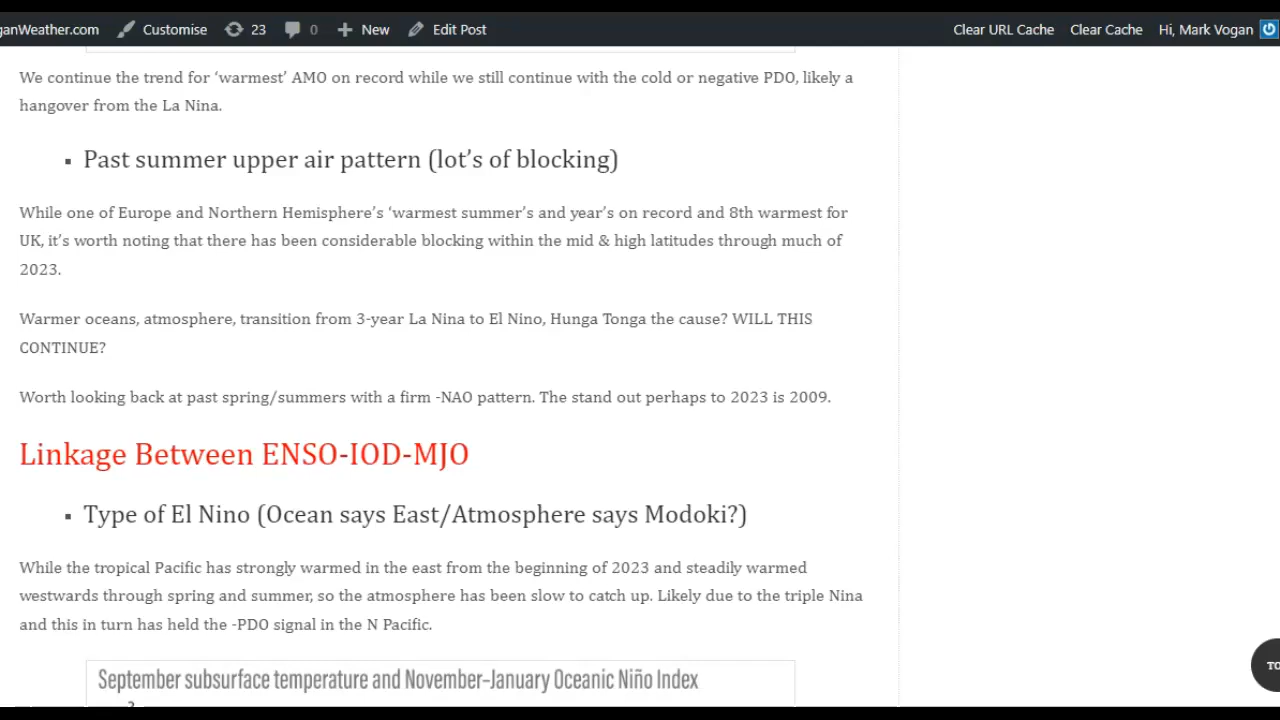 ganWeather.com Customise 23 0 New Edit Post Clear URL Cache Clear Cache Hi, Mark Vogan
We continue the trend for ‘warmest’ AMO on record while we still continue with the cold or negative PDO, likely a
hangover from the La Nina.
▪ Past summer upper air pattern (lot’s of blocking)
While one of Europe and Northern Hemisphere’s ‘warmest summer’s and year’s on record and 8th warmest for
UK, it’s worth noting that there has been considerable blocking within the mid & high latitudes through much of
2023.
Warmer oceans, atmosphere, transition from 3-year La Nina to El Nino, Hunga Tonga the cause? WILL THIS
CONTINUE?
Worth looking back at past spring/summers with a firm -NAO pattern. The stand out perhaps to 2023 is 2009.
Linkage Between ENSO-IOD-MJO
▪ Type of El Nino (Ocean says East/Atmosphere says Modoki?)
While the tropical Pacific has strongly warmed in the east from the beginning of 2023 and steadily warmed
westwards through spring and summer, so the atmosphere has been slow to catch up. Likely due to the triple Nina
and this in turn has held the -PDO signal in the N Pacific.
TO
September subsurface temperature and November–January Oceanic Niño Index